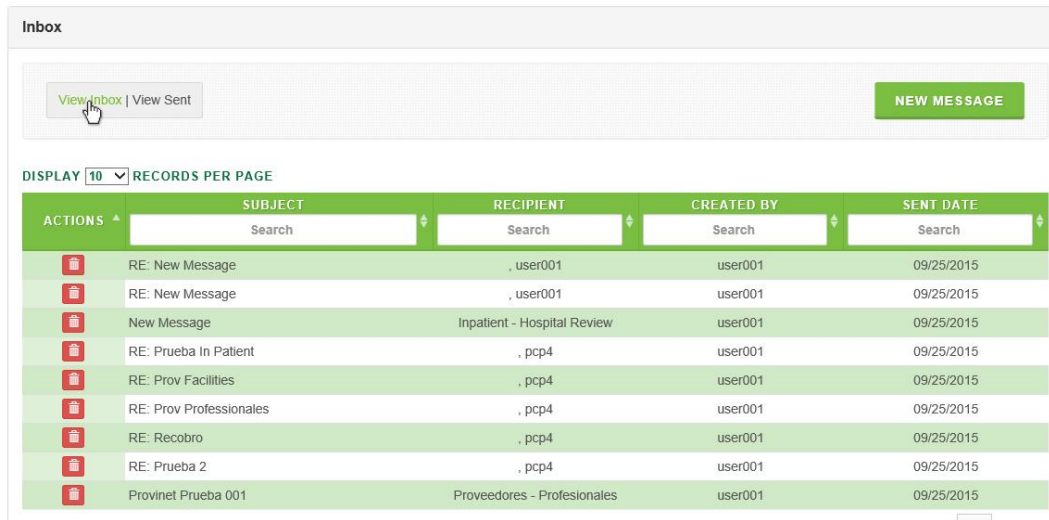 Inbox
View Inbox | View Sent
NEW MESSAGE
DISPLAY 10 RECORDS PER PAGE
ACTIONS SUBJECT RECIPIENT CREATED BY SENT DATE
Search Search Search Search
RE: New Message , user001 user001 09/25/2015
RE: New Message , user001 user001 09/25/2015
New Message Inpatient - Hospital Review user001 09/25/2015
RE: Prueba In Patient , pcp4 user001 09/25/2015
RE: Prov Facilities , pcp4 user001 09/25/2015
RE: Prov Professionales , pcp4 user001 09/25/2015
RE: Recobro , pcp4 user001 09/25/2015
RE: Prueba 2 , pcp4 user001 09/25/2015
Provinet Prueba 001 Proveedores - Profesionales user001 09/25/2015